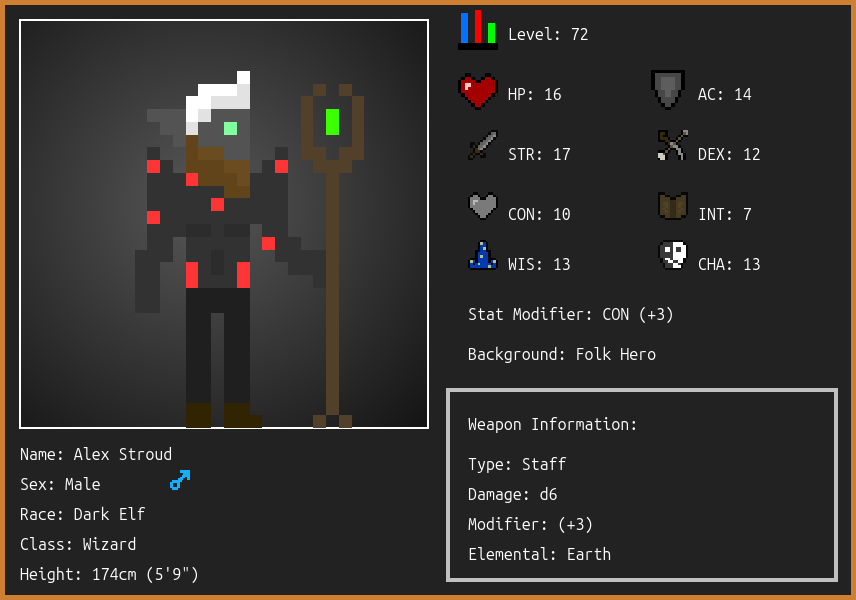 Level: 72
HP: 16
AC: 14
STR: 17
DEX: 12
CON: 10
INT: 7
WIS: 13
CHA: 13
Stat Modifier: CON (+3)
Background: Folk Hero
Weapon Information:
Type: Staff
Damage: d6
Modifier: (+3)
Elemental: Earth
Name: Alex Stroud
Sex: Male
Race: Dark Elf
Class: Wizard
Height: 174cm (5'9")